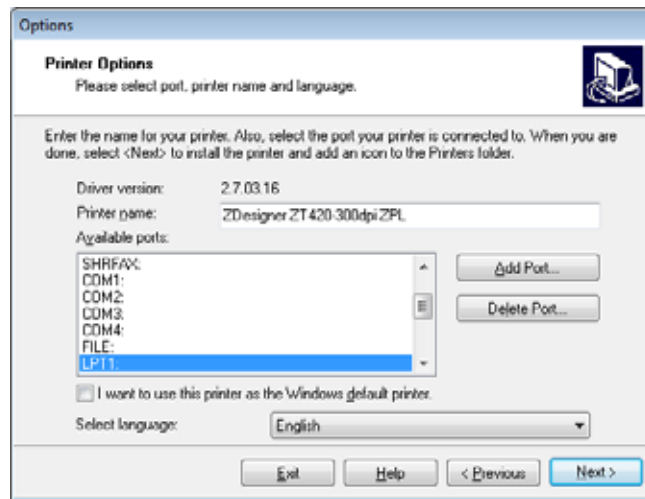 Options
Printer Options
Please select port, printer name and language.
Enter the name for your printer. Also, select the port your printer is connected to. When you are
done, select <Next> to install the printer and add an icon to the Printers folder.
Driver version: 2.7.03.16
Printer name: ZDesigner ZT420-300dpi ZPL
Available ports:
SHRFAX:
COM1:
COM2:
COM3:
COM4:
FILE:
LPT1:
Add Port...
Delete Port...
I want to use this printer as the Windows default printer.
Select language: English
Exit Help < Previous Next >